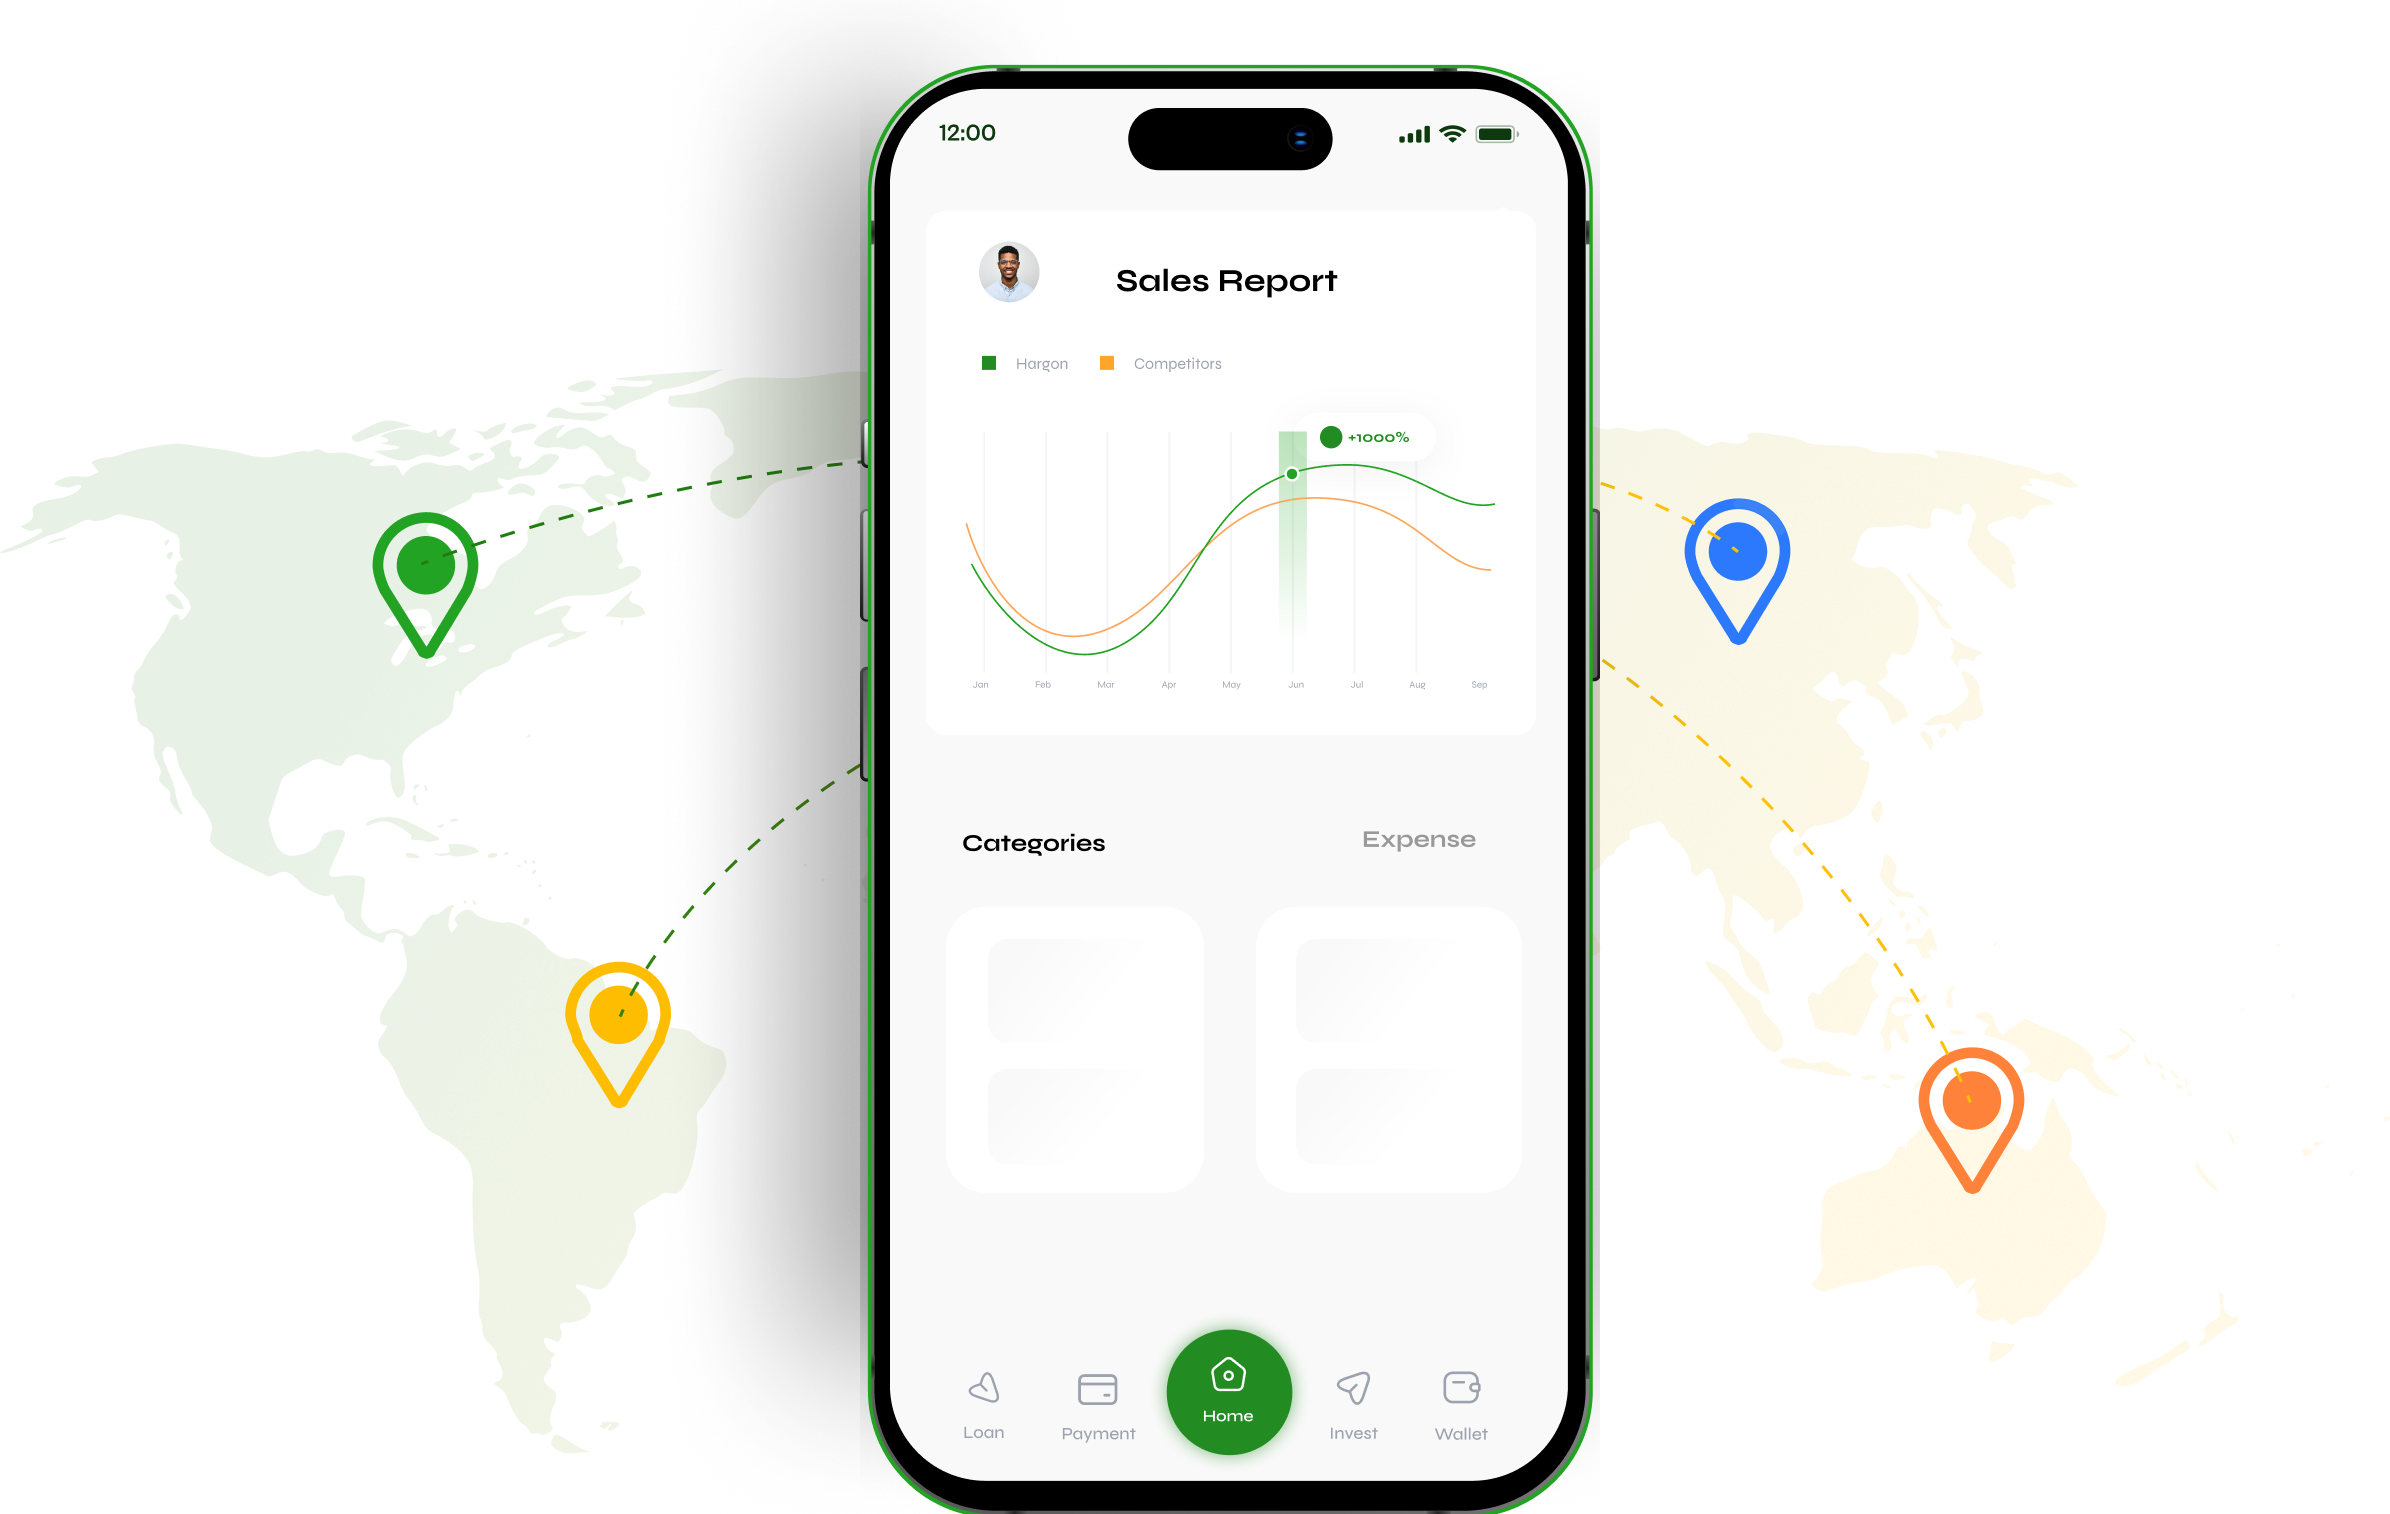 12:00
Sales Report
Hargon Competitors
+1000%
Jan Feb Mar Apr May Jun Jul Aug Sep
Categories Expense
Loan Payment Home Invest Wallet